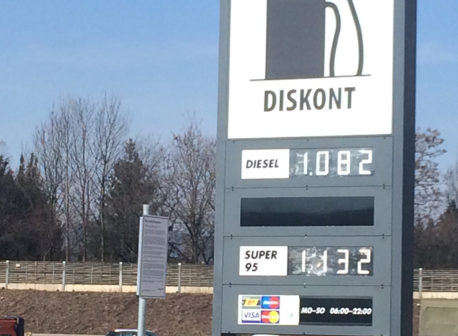 DISKONT
DIESEL 1.082
SUPER 95 1.132
VISA MO-SO 06:00-22:00